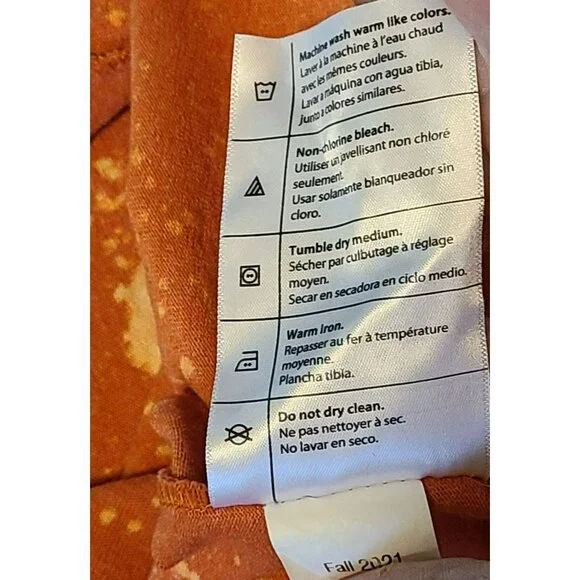 Machine wash warm like colors.
Laver à la machine à l'eau chaud
avec les mêmes couleurs.
Lavar a máquina con agua tibia,
junto a colores similares.
Non-chlorine bleach.
Utiliser un javellisant non chloré
seulement.
Usar solamente blanqueador sin
cloro.
Tumble dry medium.
Sécher par culbutage à réglage
moyen.
Secar en secadora en ciclo medio.
Warm Iron.
Repasser au fer à température
moyenne.
Plancha tibia.
Do not dry clean.
Ne pas nettoyer à sec.
No lavar en seco.
Fall 2021